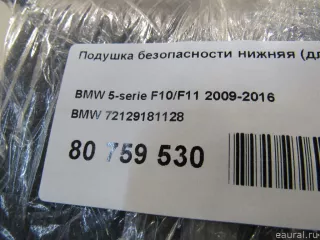 Подушка безопасности нижняя (д
BMW 5-serie F10/F11 2009-2016
BMW 72129181128
80 759 530
eaural.ru